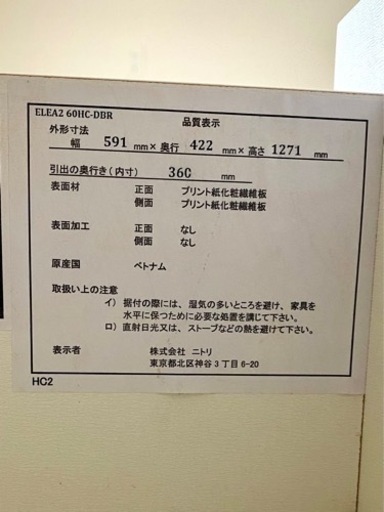 ELEA2 60HC-DBR
品質表示
外形寸法
幅 591 mm× 奥行 422 mm× 高さ 1271 mm
引出の奥行き(内寸) 360 mm
表面材 正面 プリント紙化粧繊維板
側面 プリント紙化粧繊維板
表面加工 正面 なし
側面 なし
原産国 ベトナム
取扱い上の注意
イ) 据付の際には、湿気の多いところを避け、家具を
水平に保つために必要な処置を講じて下さい。
ロ) 直射日光又は、ストーブなどの熱を避けて下さい。
表示者 株式会社 ニトリ
東京都北区神谷3丁目6-20
HC2